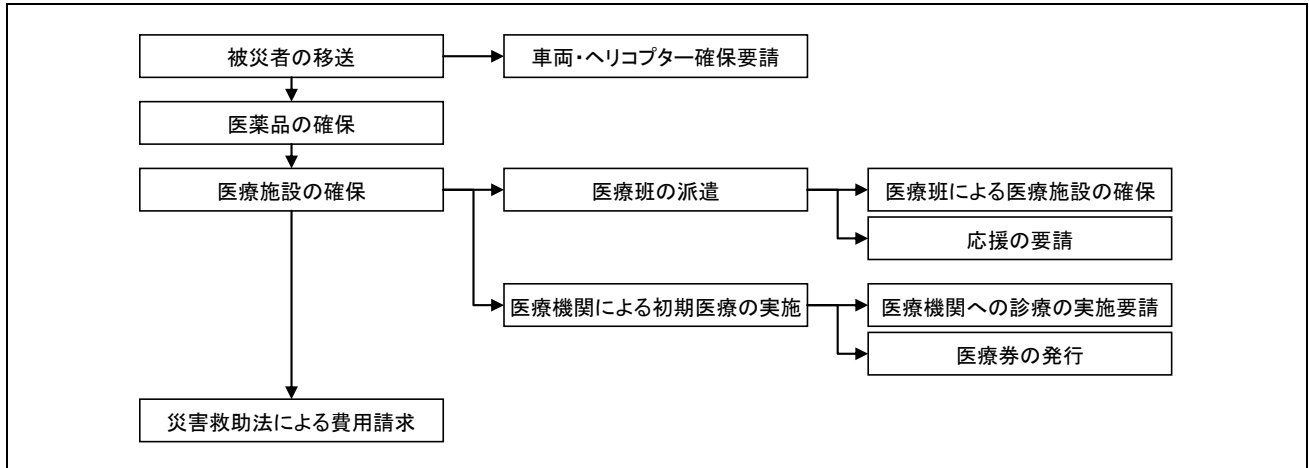 被災者の移送
車両・ヘリコプター確保要請
医薬品の確保
医療施設の確保
医療班の派遣
医療班による医療施設の確保
応援の要請
医療機関による初期医療の実施
医療機関への診療の実施要請
医療券の発行
災害救助法による費用請求